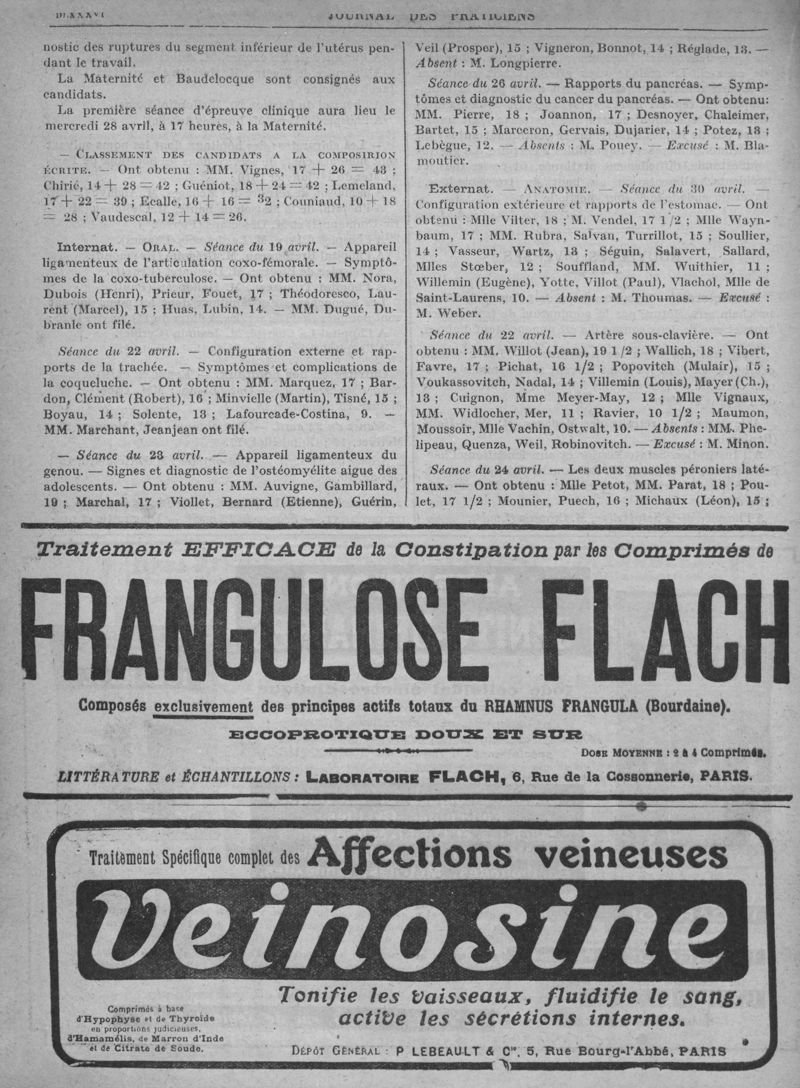 JOURNAL DES PRATICIENS
nostic des ruptures du segment inférieur de l'utérus pen-
dant le travail.
La Maternité et Baudelocque sont consignés aux
candidats.
La première séance d'épreuve clinique aura lieu le
mercredi 28 avril, à 17 heures, à la Maternité.
— CLASSEMENT DES CANDIDATS A LA COMPOSIRION
ÉCRITE. — Ont obtenu : MM. Vignes, 17 + 26 = 43 ;
Chirié, 14 + 28 = 42 ; Guéniot, 18 + 24 = 42 ; Lemeland,
17 + 22 = 39 ; Ecalle, 16 + 16 = 32 ; Couniaud, 10 + 18
= 28 ; Vaudescal, 12 + 14 = 26.
Internat. — ORAL. — Séance du 19 avril. — Appareil
ligamenteux de l'articulation coxo-fémorale. — Symptô-
mes de la coxo-tuberculose. — Ont obtenu : MM. Nora,
Dubois (Henri), Prieur, Fouet, 17 ; Théodoresco, Lau-
rent (Marcel), 15 ; Huas, Lubin, 14. — MM. Dugué, Du-
branle ont filé.
Séance du 22 avril. — Configuration externe et rap-
ports de la trachée. — Symptômes et complications de
la coqueluche. — Ont obtenu : MM. Marquez, 17 ; Bar-
don, Clément (Robert), 16 ; Minvielle (Martin), Tisné, 15 ;
Boyau, 14 ; Solente, 13 ; Lafourcade-Costina, 9. —
MM. Marchant, Jeanjean ont filé.
— Séance du 23 avril. — Appareil ligamenteux du
genou. — Signes et diagnostic de l'ostéomyélite aigue des
adolescents. — Ont obtenu : MM. Auvigne, Gambillard,
19 ; Marchal, 17 ; Viollet, Bernard (Etienne), Guérin,
Veil (Prosper), 15 ; Vigneron, Bonnot, 14 ; Réglade, 13. —
Absent : M. Longpierre.
Séance du 26 avril. — Rapports du pancréas. — Symp-
tômes et diagnostic du cancer du pancréas. — Ont obtenu:
MM. Pierre, 18 ; Joannon, 17 ; Desnoyer, Chaleimer,
Bartet, 15 ; Marceron, Gervais, Dujarier, 14 ; Potez, 13 ;
Lebègue, 12. — Absents : M. Pouey. — Excusé : M. Bla-
moutier.
Externat. — ANATOMIE. — Séance du 30 avril. —
Configuration extérieure et rapports de l'estomac. — Ont
obtenu : Mlle Vilter, 18 ; M. Vendel, 17 1/2 ; Mlle Wayn-
baum, 17 ; MM. Rubra, Salvan, Turrillot, 15 ; Soullier,
14 ; Vasseur, Wartz, 13 ; Séguin, Salavert, Sallard,
Mlles Stœber, 12 ; Souffland, MM. Wuithier, 11 ;
Willemin (Eugène), Yotte, Villot (Paul), Vlachol, Mlle de
Saint-Laurens, 10. — Absent : M. Thoumas. — Excusé :
M. Weber.
Séance du 22 avril. — Artère sous-clavière. — Ont
obtenu : MM. Willot (Jean), 19 1/2 ; Wallich, 18 ; Vibert,
Favre, 17 ; Pichat, 16 1/2 ; Popovitch (Mulair), 15 ;
Voukassovitch, Nadal, 14 ; Villemin (Louis), Mayer (Ch.),
13 ; Cuignon, Mme Meyer-May, 12 ; Mlle Vignaux,
MM. Widlocher, Mer, 11 ; Ravier, 10 1/2 ; Maumon,
Moussoir, Mlle Vachin, Ostwalt, 10. — Absents : MM. Phe-
lipeau, Quenza, Weil, Robinovitch. — Excusé : M. Minon.
Séance du 24 avril. — Les deux muscles péroniers laté-
raux. — Ont obtenu : Mlle Petot, MM. Parat, 18 ; Pou-
let, 17 1/2 ; Mounier, Puech, 16 ; Michaux (Léon), 15 ;
Traitement EFFICACE de la Constipation par les Comprimés de
FRANGULOSE FLACH
Composés exclusivement des principes actifs totaux du RHAMNUS FRANGULA (Bourdaine).
ECCOPROTIQUE DOUX ET SUR
DOSE MOYENNE : 2 à 4 Comprimés.
LITTÉRATURE et ÉCHANTILLONS : LABORATOIRE FLACH, 6, Rue de la Cossonnerie, PARIS.
Traitement Spécifique complet des Affections veineuses
Veinosine
Tonifie les vaisseaux, fluidifie le sang,
active les sécrétions internes.
Comprimés à base
d'Hypophyse et de Thyroïde
en proportions judicieuses,
d'Hamamélis, de Marron d'Inde
et de Citrate de Soude.
DÉPÔT GÉNÉRAL : P LEBEAULT & Cie, 5, Rue Bourg-l'Abbé, PARIS